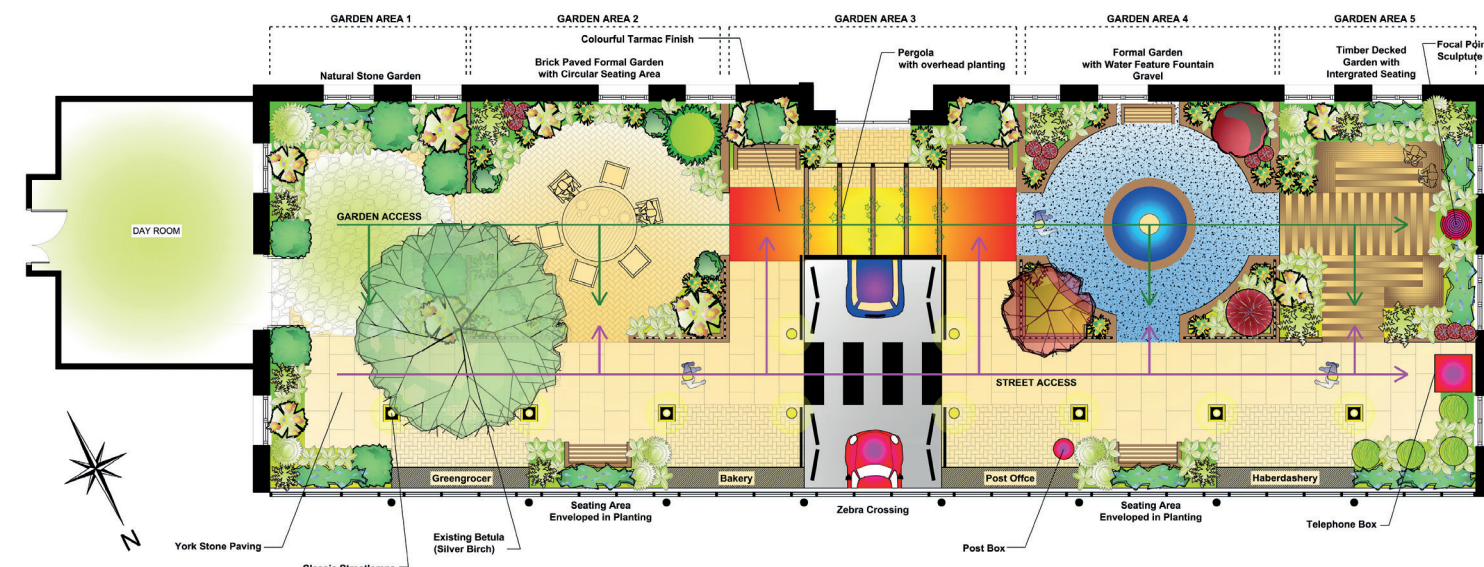 GARDEN AREA 1
GARDEN AREA 2
GARDEN AREA 3
GARDEN AREA 4
GARDEN AREA 5
Natural Stone Garden
Brick Paved Formal Garden
with Circular Seating Area
Colourful Tarmac Finish
Pergola
with overhead planting
Formal Garden
with Water Feature Fountain
Gravel
Timber Decked
Garden with
Intergrated Seating
Focal Poin
Sculpture
DAY ROOM
GARDEN ACCESS
STREET ACCESS
Greengrocer
Bakery
Post Offce
Haberdashery
N
York Stone Paving
Existing Betula
(Silver Birch)
Seating Area
Enveloped in Planting
Zebra Crossing
Post Box
Seating Area
Enveloped in Planting
Telephone Box